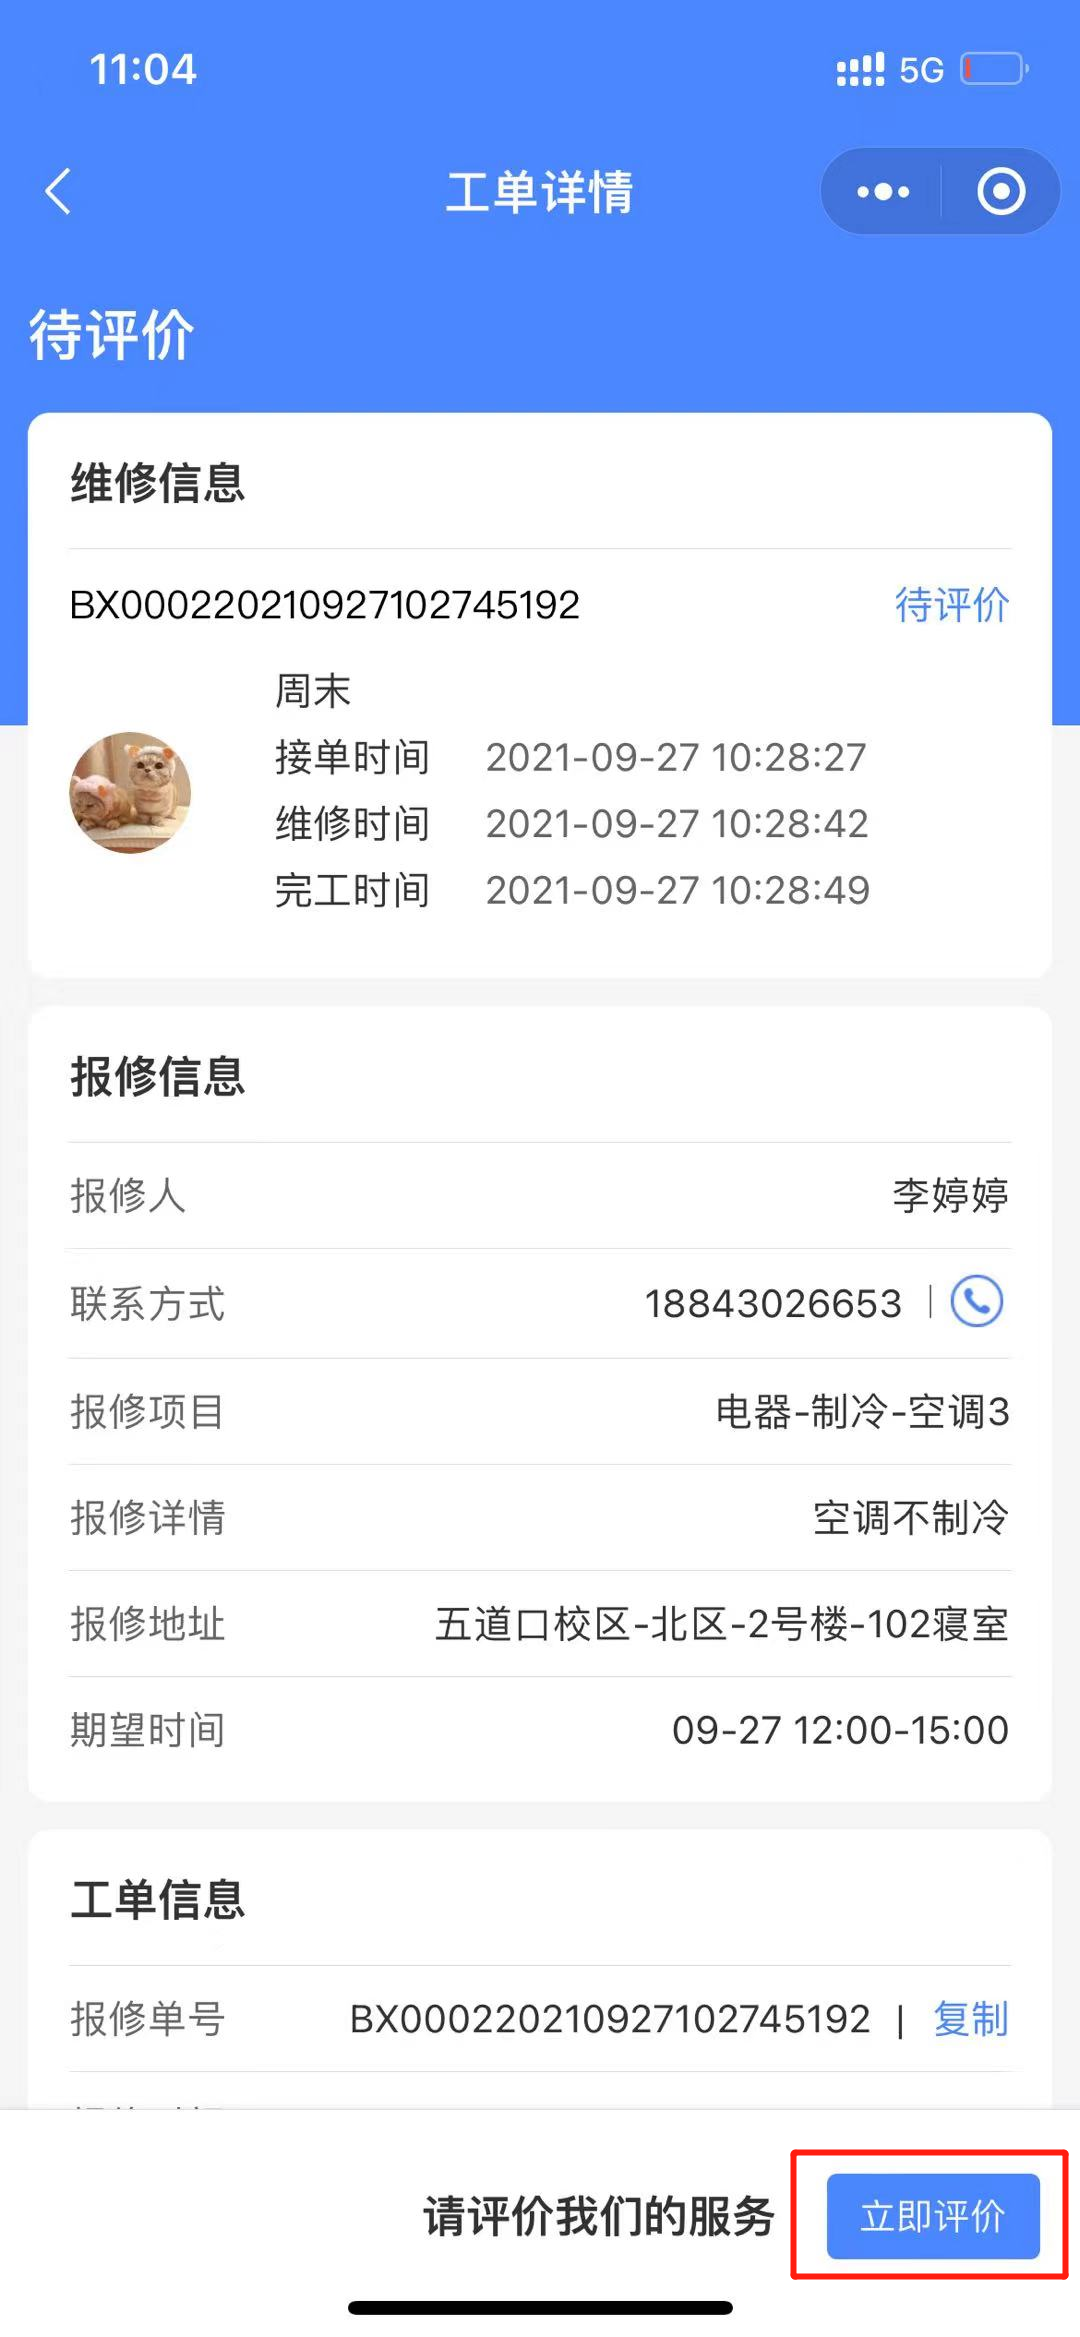 11:04
5G
工单详情
待评价
维修信息
BX000220210927102745192 待评价
周末
接单时间 2021-09-27 10:28:27
维修时间 2021-09-27 10:28:42
完工时间 2021-09-27 10:28:49
报修信息
报修人 李婷婷
联系方式 18843026653
报修项目 电器-制冷-空调3
报修详情 空调不制冷
报修地址 五道口校区-北区-2号楼-102寝室
期望时间 09-27 12:00-15:00
工单信息
报修单号 BX000220210927102745192 | 复制
请评价我们的服务 立即评价